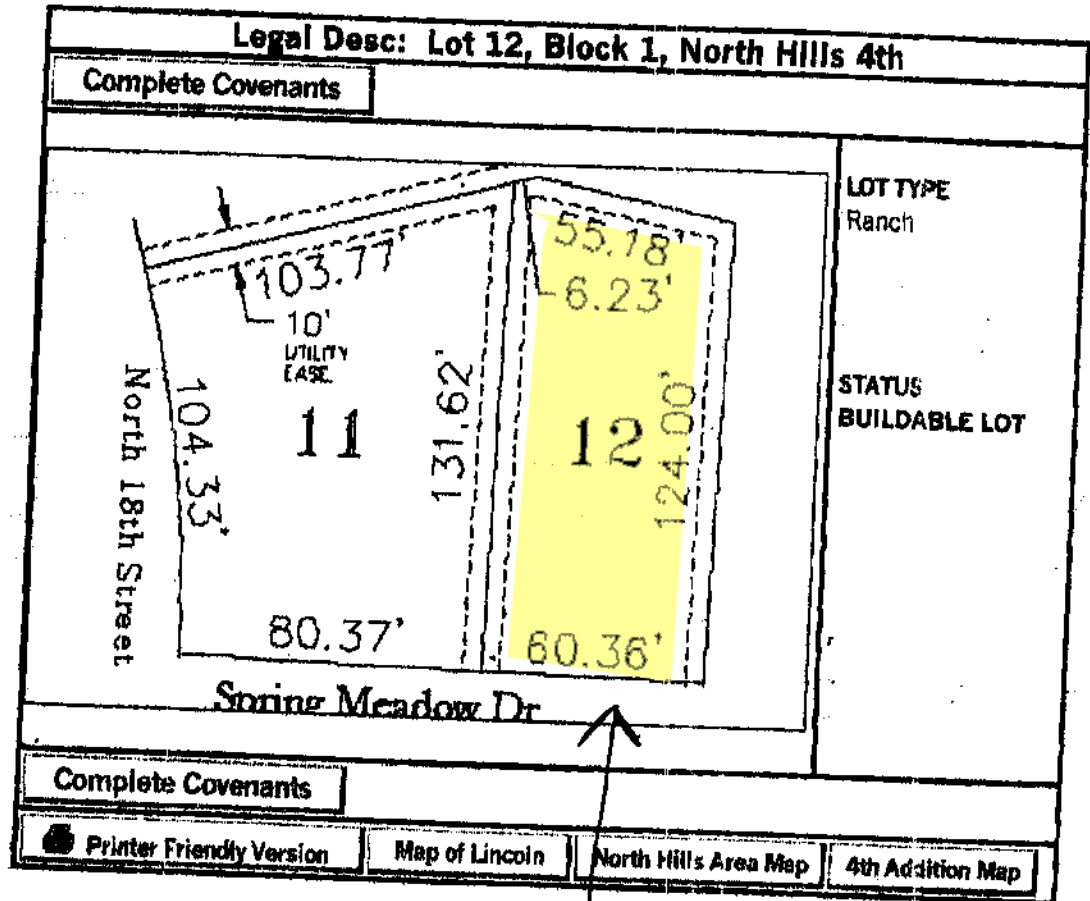 Legal Desc: Lot 12, Block 1, North Hills 4th
Complete Covenants
LOT TYPE
Ranch
STATUS
BUILDABLE LOT
103.77'
10'
UTILITY
EASE.
North 18th Street
104.33'
11
131.62'
80.37'
55.18'
6.23'
12
124.00'
60.36'
Spring Meadow Dr
Complete Covenants
Printer Friendly Version
Map of Lincoln
North Hills Area Map
4th Addition Map